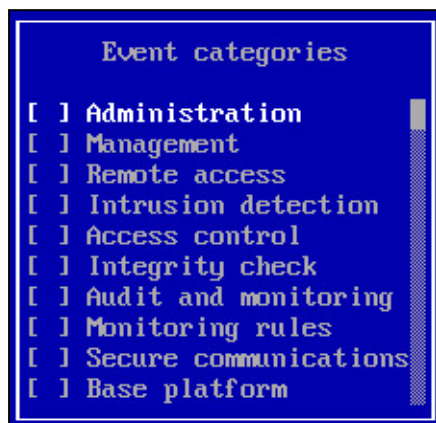 Event categories
[ ] Administration
[ ] Management
[ ] Remote access
[ ] Intrusion detection
[ ] Access control
[ ] Integrity check
[ ] Audit and monitoring
[ ] Monitoring rules
[ ] Secure communications
[ ] Base platform